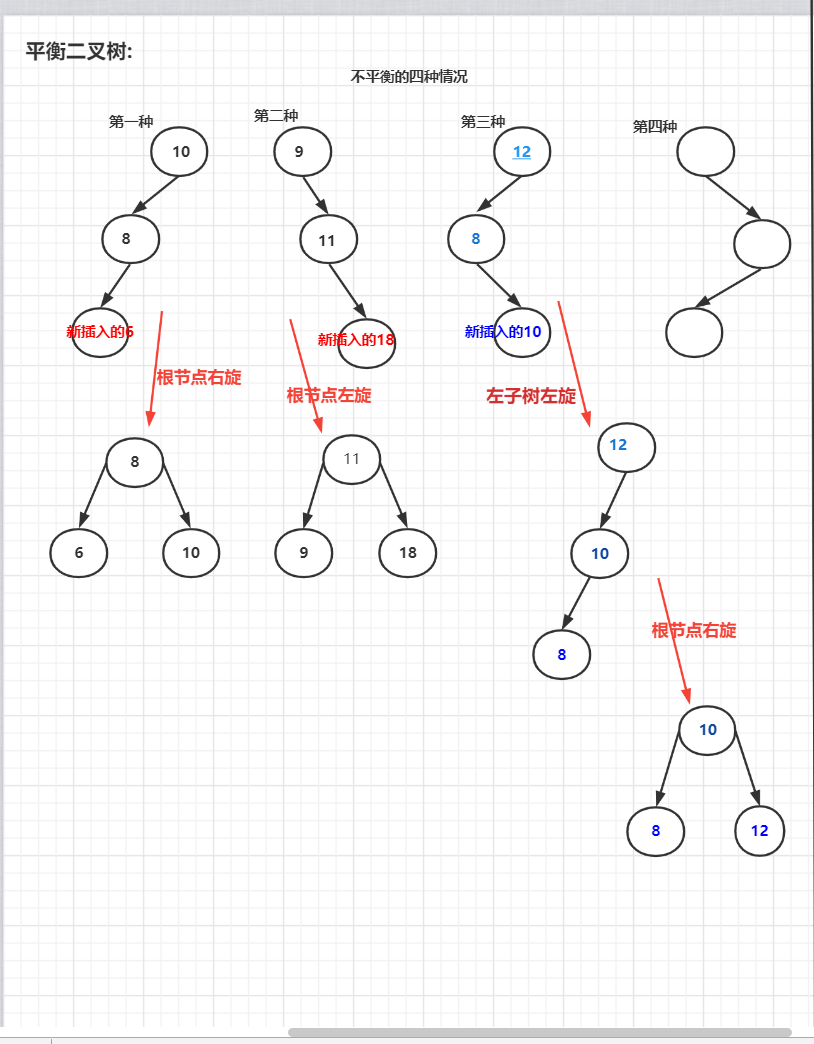 平衡二叉树:
不平衡的四种情况
第一种
第二种
第三种
第四种
10
9
12
8
11
8
新插入的6
新插入的18
新插入的10
根节点右旋
根节点左旋
左子树左旋
8
11
12
6
10
9
18
10
根节点右旋
8
10
8
12